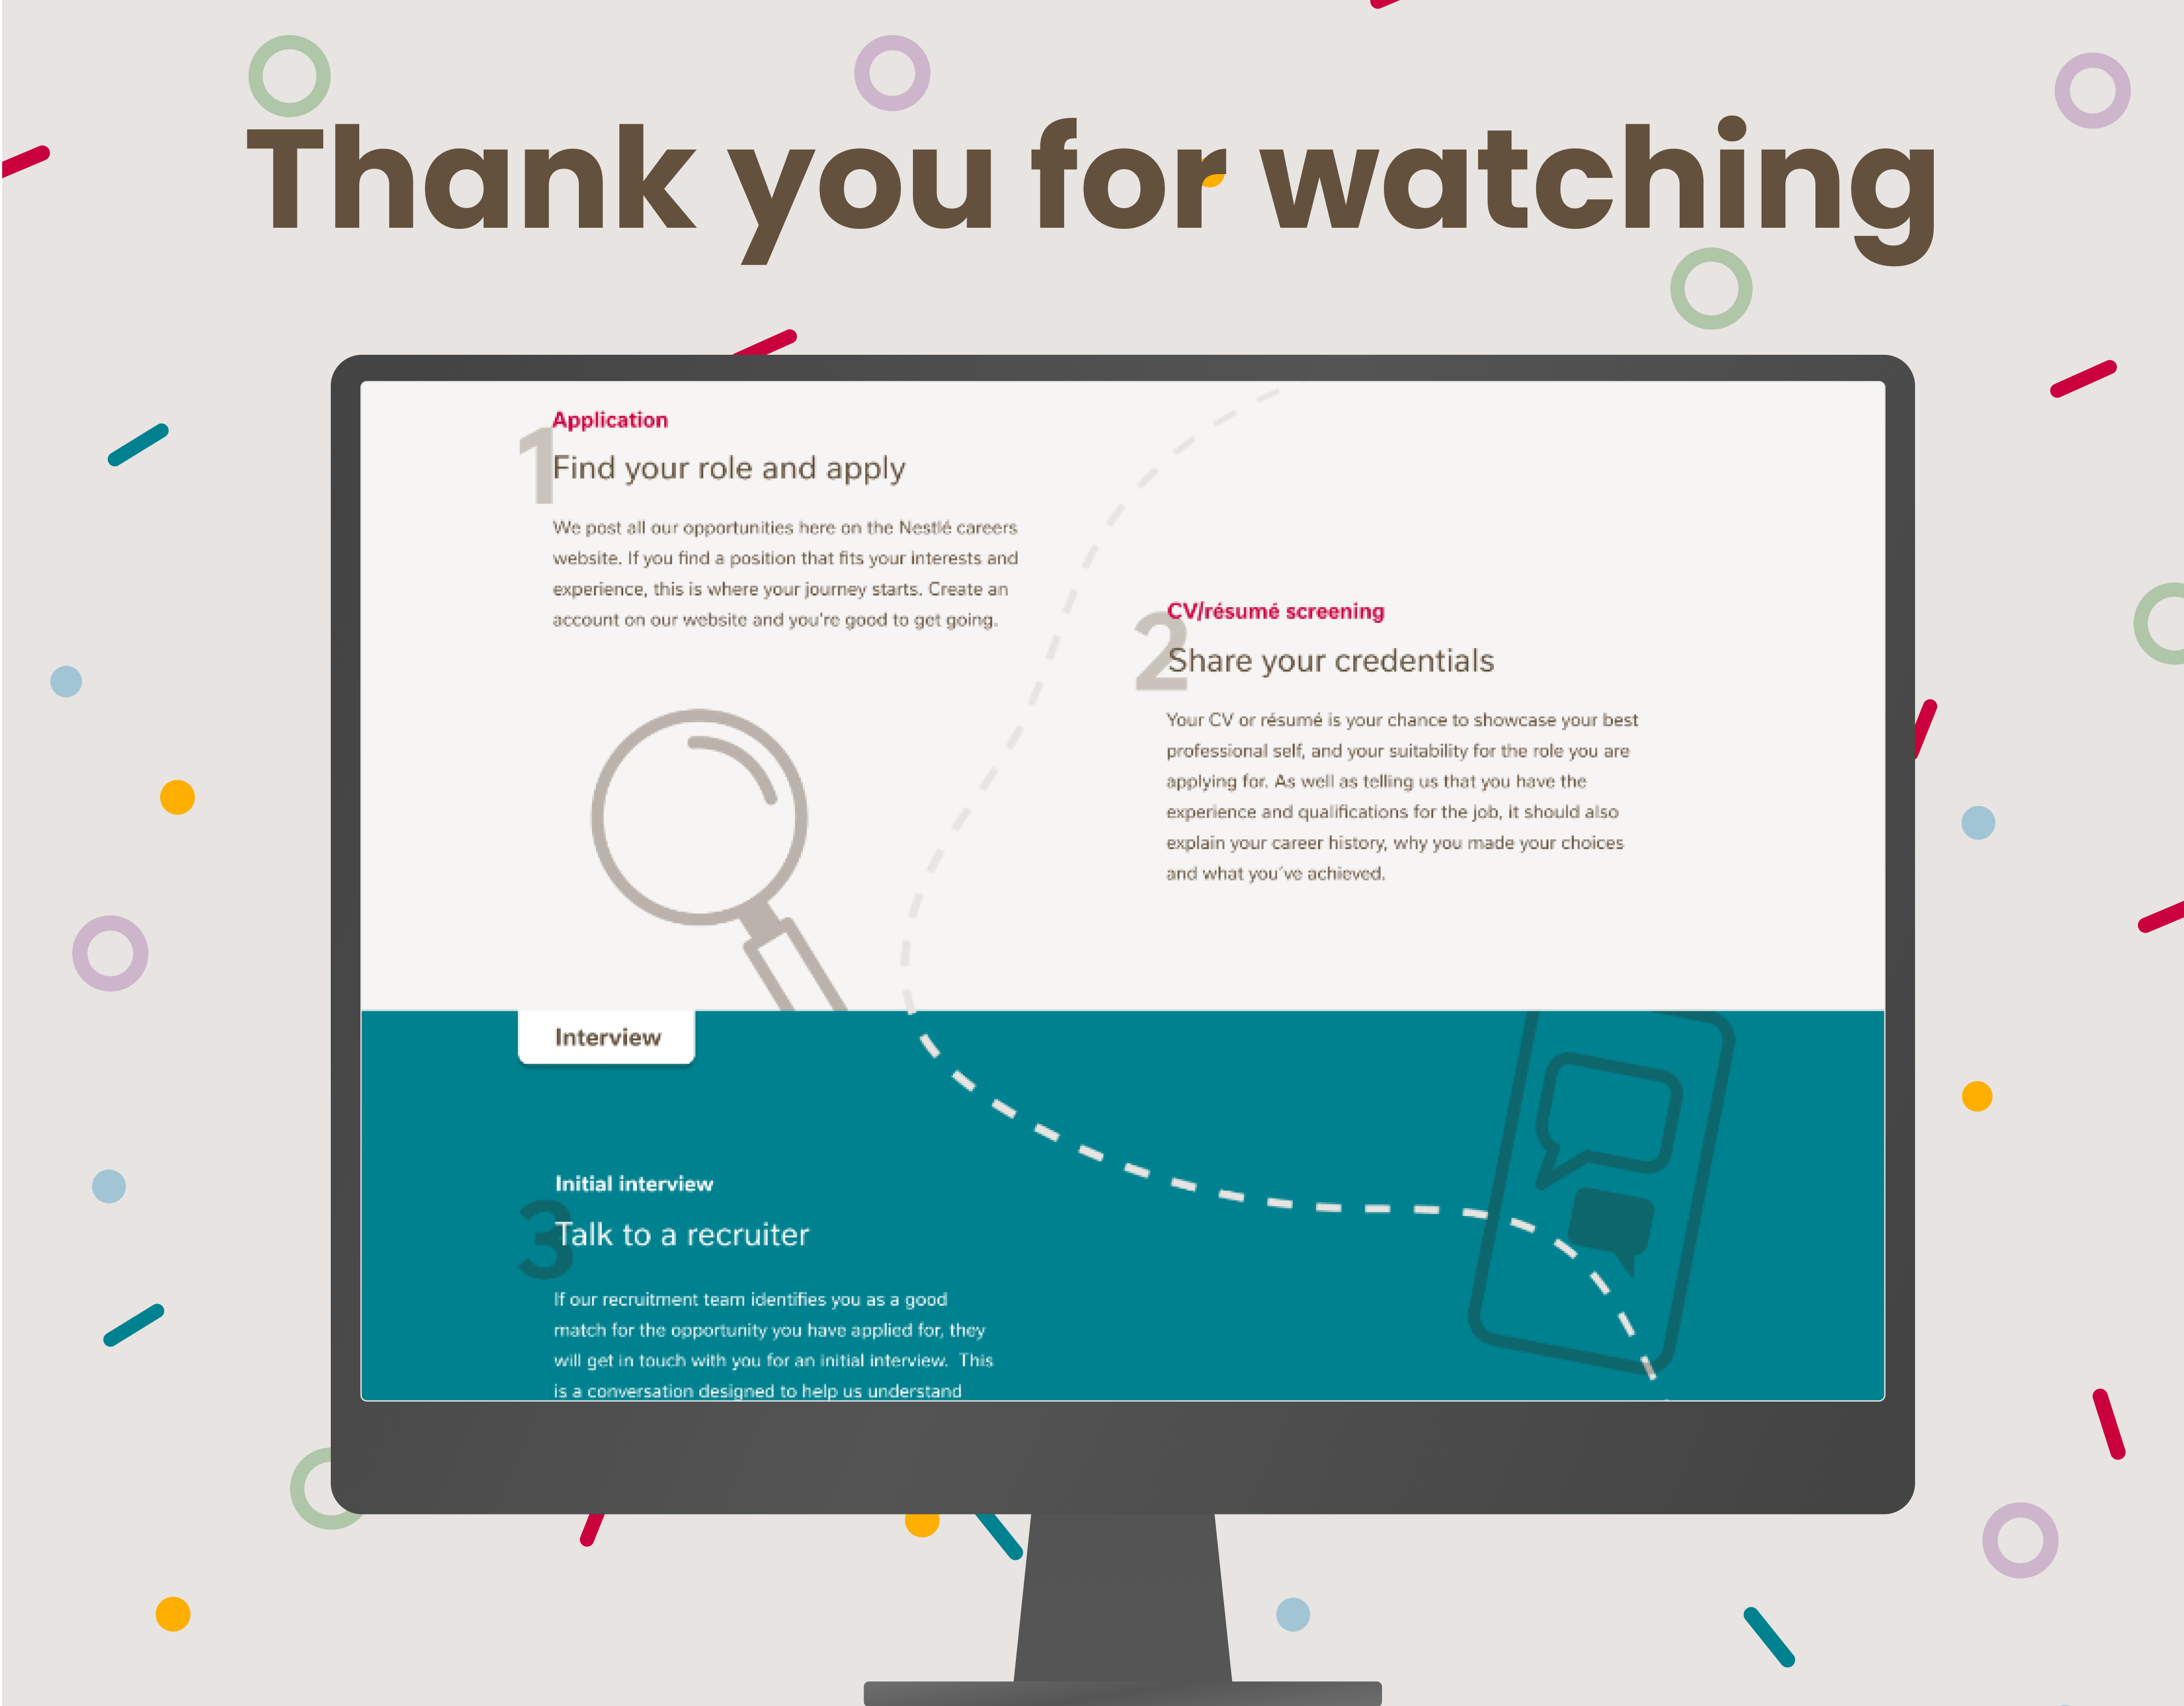 Thank you for watching
Application
1
Find your role and apply
We post all our opportunities here on the Nestlé careers
website. If you find a position that fits your interests and
experience, this is where your journey starts. Create an
account on our website and you're good to get going.
CV/résumé screening
2
Share your credentials
Your CV or résumé is your chance to showcase your best
professional self, and your suitability for the role you are
applying for. As well as telling us that you have the
experience and qualifications for the job, it should also
explain your career history, why you made your choices
and what you've achieved.
Interview
Initial interview
3
Talk to a recruiter
If our recruitment team identifies you as a good
match for the opportunity you have applied for, they
will get in touch with you for an initial interview. This
is a conversation designed to help us understand